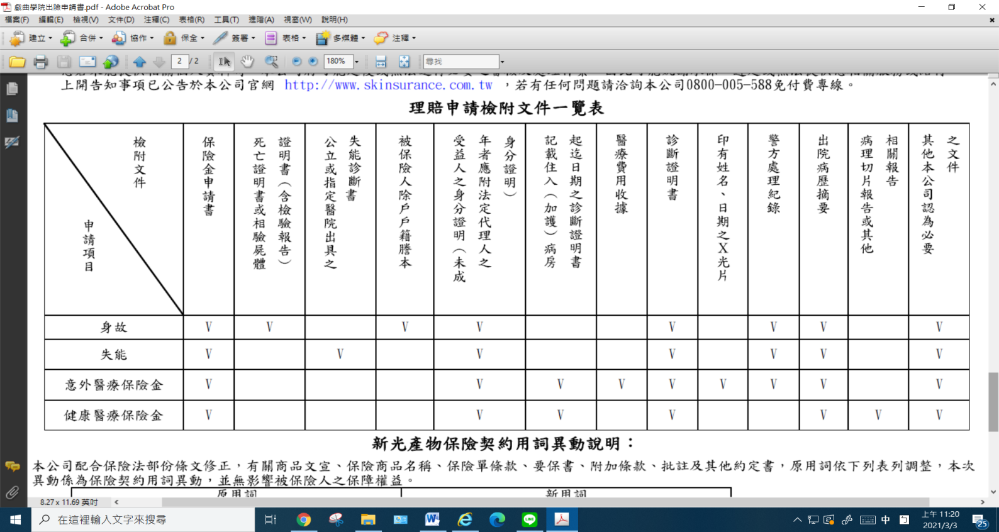 戲曲學院出險申請書.pdf - Adobe Acrobat Pro
檔案(F) 編輯(E) 檢視(V) 文件(D) 注釋(C) 表格(R) 工具(T) 進階(A) 視窗(W) 說明(H)
建立 合併 協作 保全 簽署 表格 多媒體 注釋
2 / 2 180% 尋找
上開告知事項已公告於本公司官網 http://www.skinsurance.com.tw ，若有任何問題請洽詢本公司0800-005-588免付費專線。
理賠申請檢附文件一覽表
檢附文件
申請項目
保險金申請書
死亡證明書或相驗屍體
證明書（含檢驗報告）
公立或指定醫院出具之
失能診斷書
被保險人除戶戶籍謄本
受益人之身分證明（未成
年者應附法定代理人之
身分證明）
記載住入（加護）病房
起迄日期之診斷證明書
醫療費用收據
診斷證明書
印有姓名、日期之X光片
警方處理紀錄
出院病歷摘要
病理切片報告或其他
相關報告
其他本公司認為必要
之文件
身故 V V V V V V V V
失能 V V V V V V V
意外醫療保險金 V V V V V V V V V
健康醫療保險金 V V V V V V V
新光產物保險契約用詞異動說明：
本公司配合保險法部份條文修正，有關商品文宣、保險商品名稱、保險單條款、要保書、附加條款、批註及其他約定書，原用詞依下列表列調整，本次
異動係為保險契約用詞異動，並無影響被保險人之保障權益。
原用詞 新用詞
8.27 x 11.69 英吋
在這裡輸入文字來搜尋
中
上午 11:20
2021/3/3
25